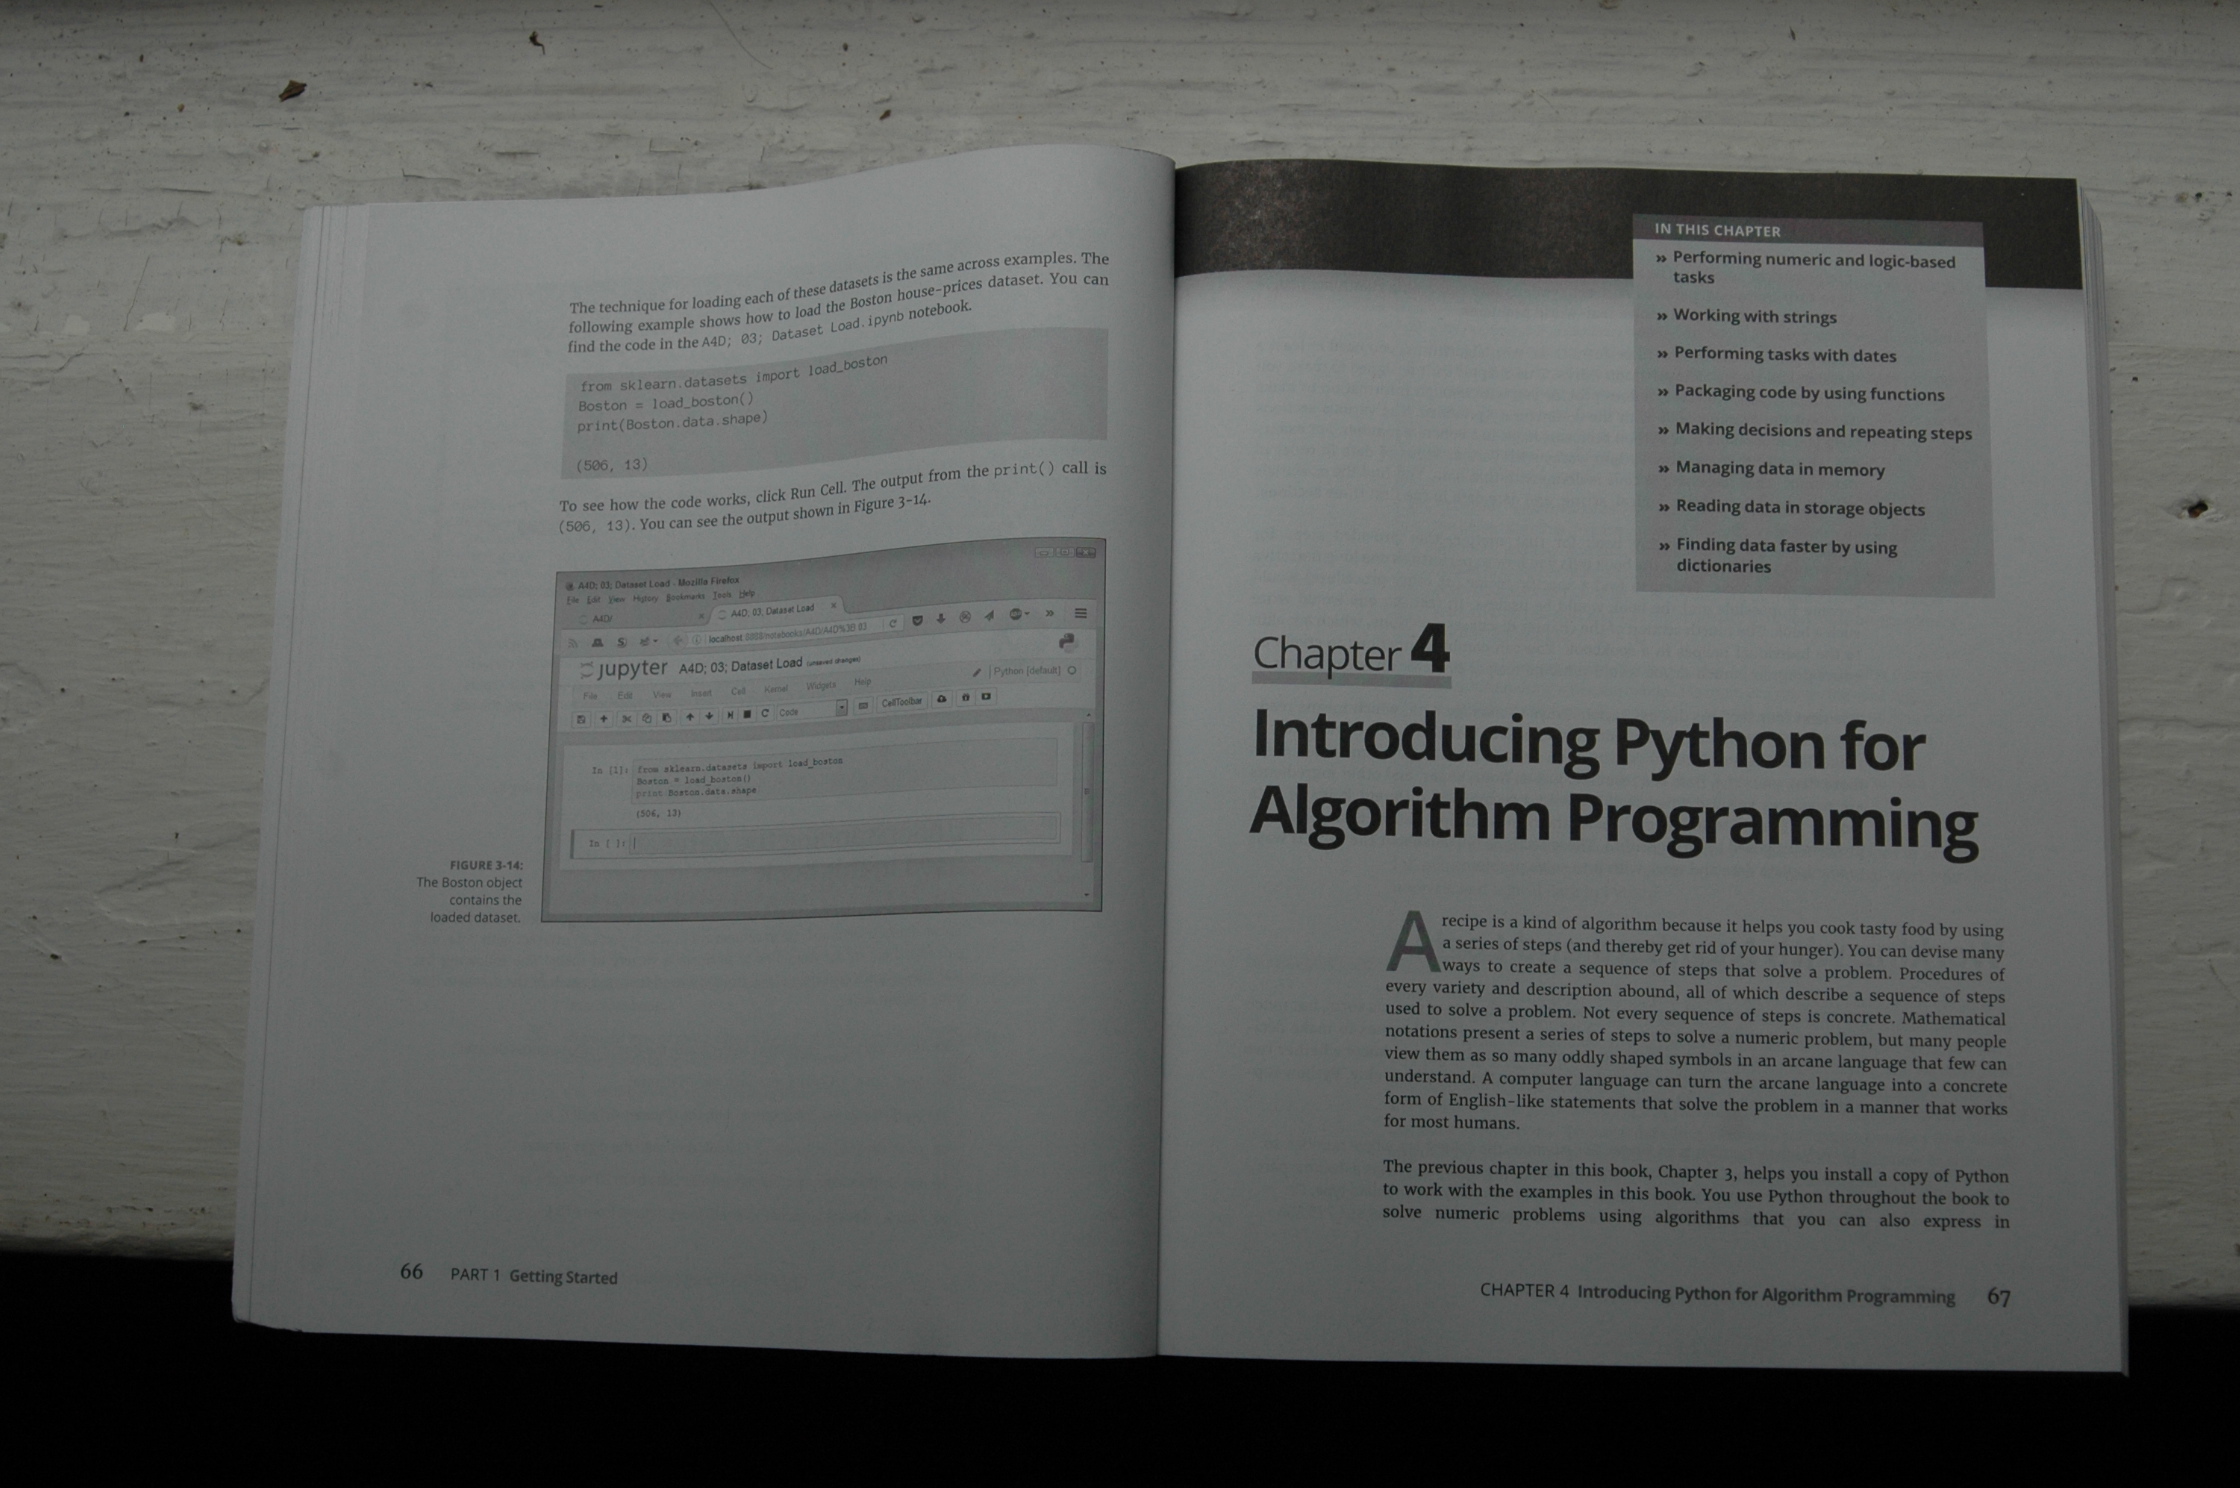 The technique for loading each of these datasets is the same across examples. The
following example shows how to load the Boston house-prices dataset. You can
find the code in the A4D; 03; Dataset Load.ipynb notebook.
from sklearn.datasets import load_boston
Boston = load_boston()
print(Boston.data.shape)
(506, 13)
To see how the code works, click Run Cell. The output from the print() call is
(506, 13). You can see the output shown in Figure 3-14.
A4D; 03; Dataset Load - Mozilla Firefox
File Edit View History Bookmarks Tools Help
A4D/ × A4D; 03; Dataset Load ×
localhost:8888/notebooks/A4D/A4D%3B 03
jupyter A4D; 03; Dataset Load (unsaved changes)
File Edit View Insert Cell Kernel Widgets Help Python [default]
Code CellToolbar
In [1]: from sklearn.datasets import load_boston
Boston = load_boston()
print Boston.data.shape
(506, 13)
In [ ]:
FIGURE 3-14:
The Boston object
contains the
loaded dataset.
66 PART 1 Getting Started
IN THIS CHAPTER
» Performing numeric and logic-based
tasks
» Working with strings
» Performing tasks with dates
» Packaging code by using functions
» Making decisions and repeating steps
» Managing data in memory
» Reading data in storage objects
» Finding data faster by using
dictionaries
Chapter 4
Introducing Python for
Algorithm Programming
A recipe is a kind of algorithm because it helps you cook tasty food by using
a series of steps (and thereby get rid of your hunger). You can devise many
ways to create a sequence of steps that solve a problem. Procedures of
every variety and description abound, all of which describe a sequence of steps
used to solve a problem. Not every sequence of steps is concrete. Mathematical
notations present a series of steps to solve a numeric problem, but many people
view them as so many oddly shaped symbols in an arcane language that few can
understand. A computer language can turn the arcane language into a concrete
form of English-like statements that solve the problem in a manner that works
for most humans.
The previous chapter in this book, Chapter 3, helps you install a copy of Python
to work with the examples in this book. You use Python throughout the book to
solve numeric problems using algorithms that you can also express in
CHAPTER 4 Introducing Python for Algorithm Programming 67